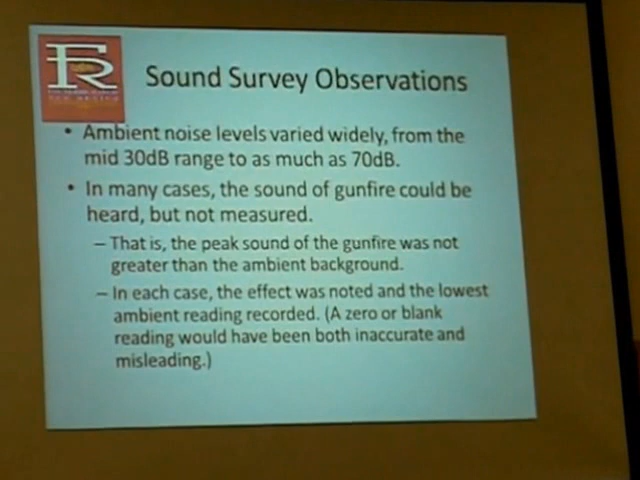 FR
Sound Survey Observations
• Ambient noise levels varied widely, from the
mid 30dB range to as much as 70dB.
• In many cases, the sound of gunfire could be
heard, but not measured.
– That is, the peak sound of the gunfire was not
greater than the ambient background.
– In each case, the effect was noted and the lowest
ambient reading recorded. (A zero or blank
reading would have been both inaccurate and
misleading.)